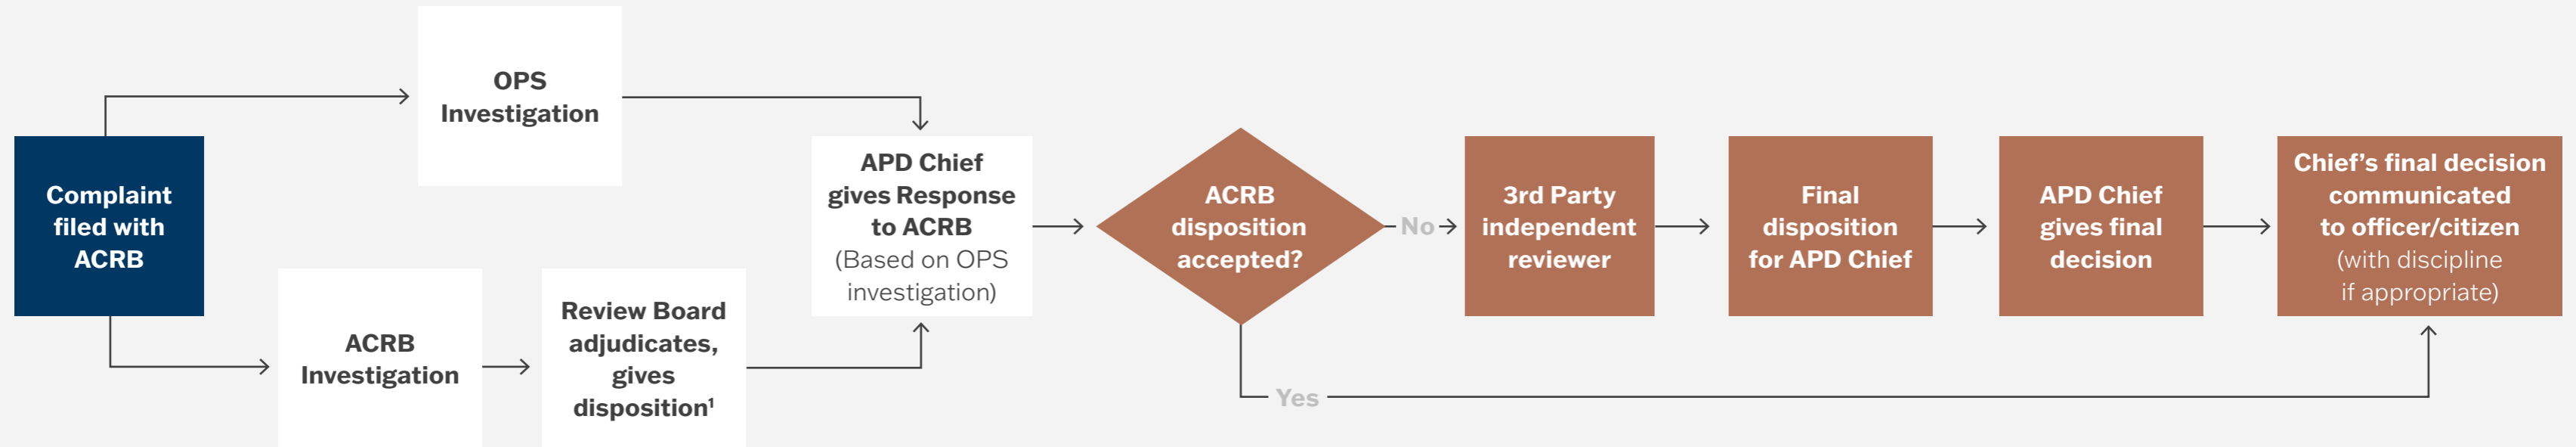 OPS
Investigation
Complaint
filed with
ACRB
ACRB
Investigation
Review Board
adjudicates,
gives
disposition¹
APD Chief
gives Response
to ACRB
(Based on OPS
investigation)
ACRB
disposition
accepted?
No
3rd Party
independent
reviewer
Final
disposition
for APD Chief
APD Chief
gives final
decision
Chief’s final decision
communicated
to officer/citizen
(with discipline
if appropriate)
Yes